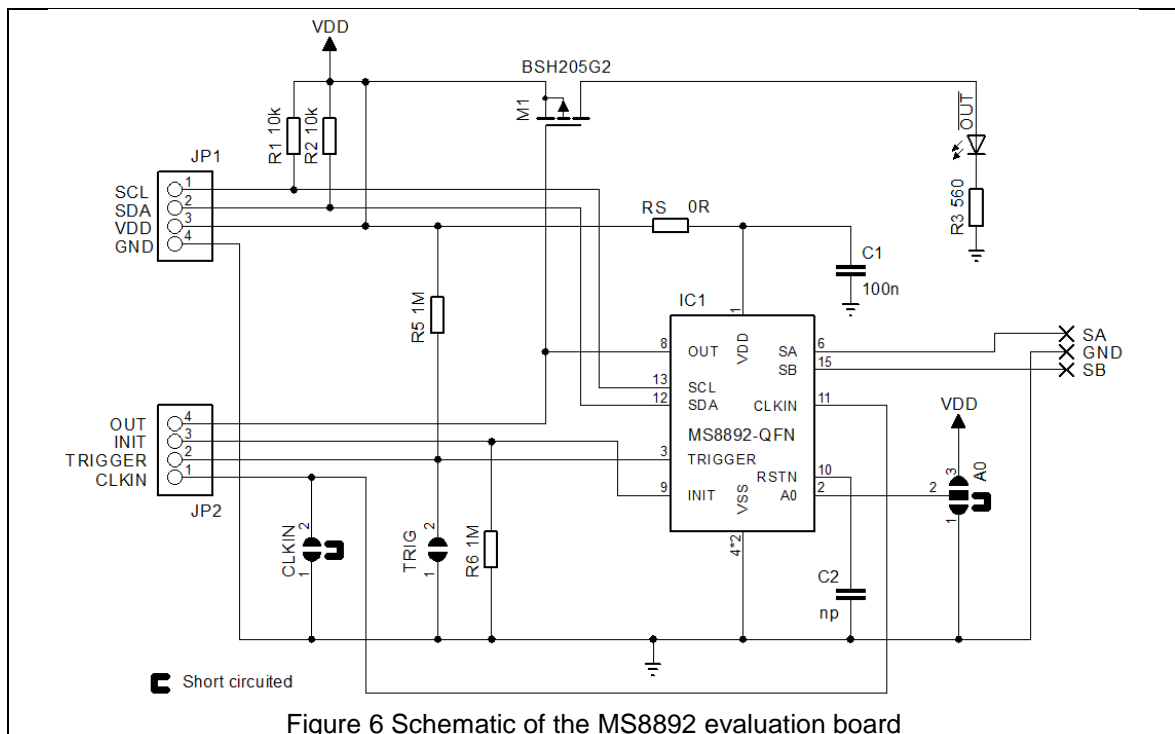 VDD
BSH205G2
M1
OUT
R1 10k
R2 10k
R3 560
JP1
SCL 1
SDA 2
VDD 3
GND 4
RS 0R
C1
100n
R5 1M
IC1
1
VDD
8 OUT
SA 6
SB 15
13 SCL
12 SDA
CLKIN 11
MS8892-QFN
3 TRIGGER
RSTN 10
9 INIT
A0 2
VSS
4*2
SA
GND
SB
VDD
3
2
1
A0
OUT 4
INIT 3
TRIGGER 2
CLKIN 1
JP2
CLKIN
2
1
TRIG
2
1
R6 1M
C2
np
Short circuited
Figure 6 Schematic of the MS8892 evaluation board